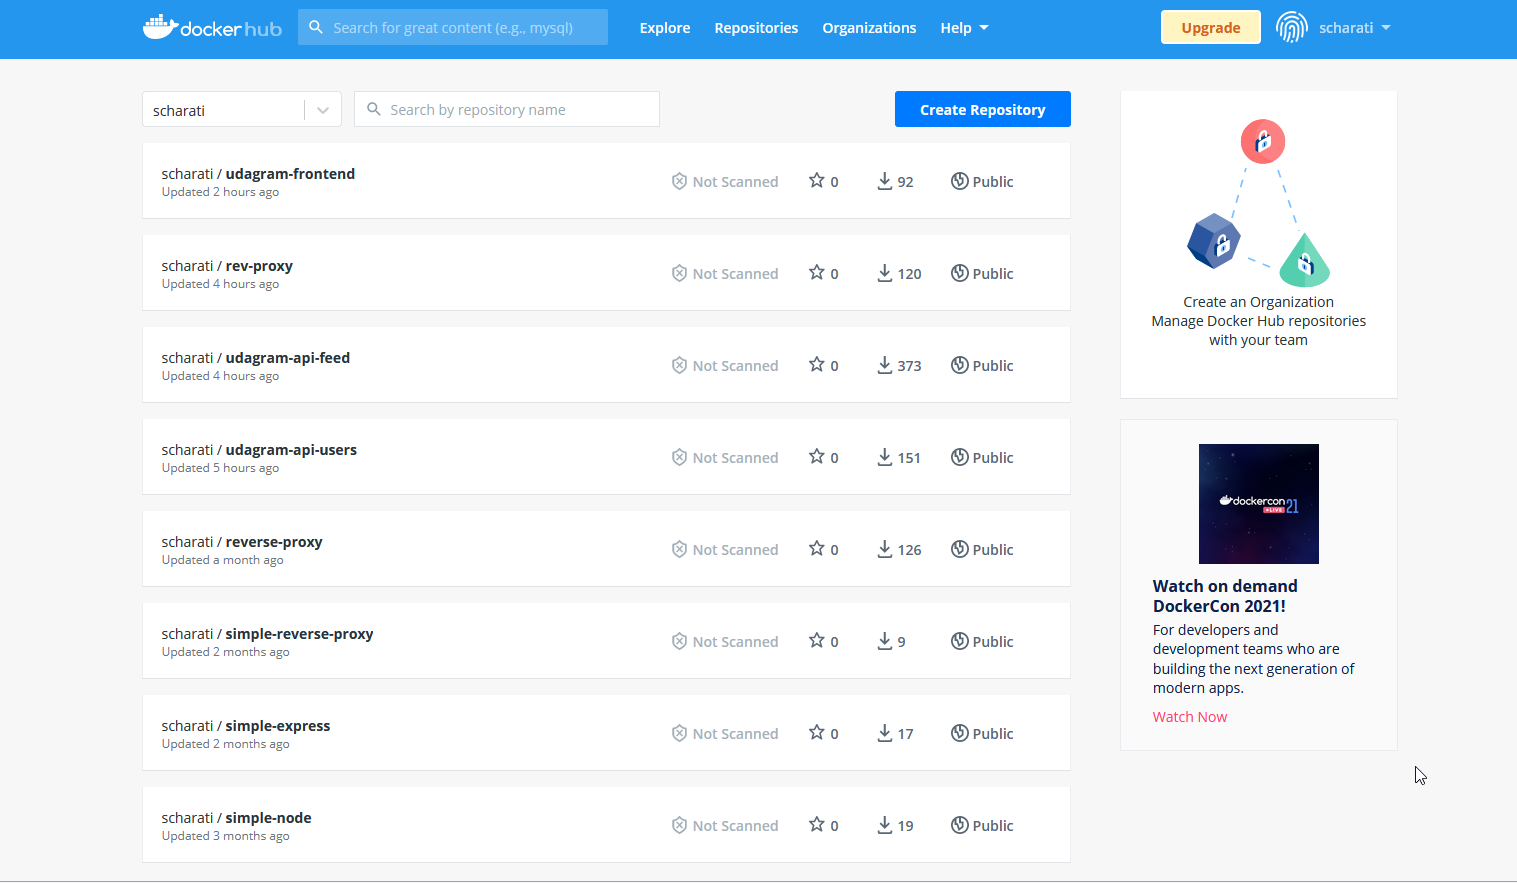 docker hub
Search for great content (e.g., mysql)
Explore
Repositories
Organizations
Help
Upgrade
scharati
scharati
Search by repository name
Create Repository
scharati / udagram-frontend
Updated 2 hours ago
Not Scanned
0
92
Public
scharati / rev-proxy
Updated 4 hours ago
Not Scanned
0
120
Public
scharati / udagram-api-feed
Updated 4 hours ago
Not Scanned
0
373
Public
scharati / udagram-api-users
Updated 5 hours ago
Not Scanned
0
151
Public
scharati / reverse-proxy
Updated a month ago
Not Scanned
0
126
Public
scharati / simple-reverse-proxy
Updated 2 months ago
Not Scanned
0
9
Public
scharati / simple-express
Updated 2 months ago
Not Scanned
0
17
Public
scharati / simple-node
Updated 3 months ago
Not Scanned
0
19
Public
Create an Organization
Manage Docker Hub repositories
with your team
dockercon 21
LIVE
Watch on demand
DockerCon 2021!
For developers and
development teams who are
building the next generation of
modern apps.
Watch Now